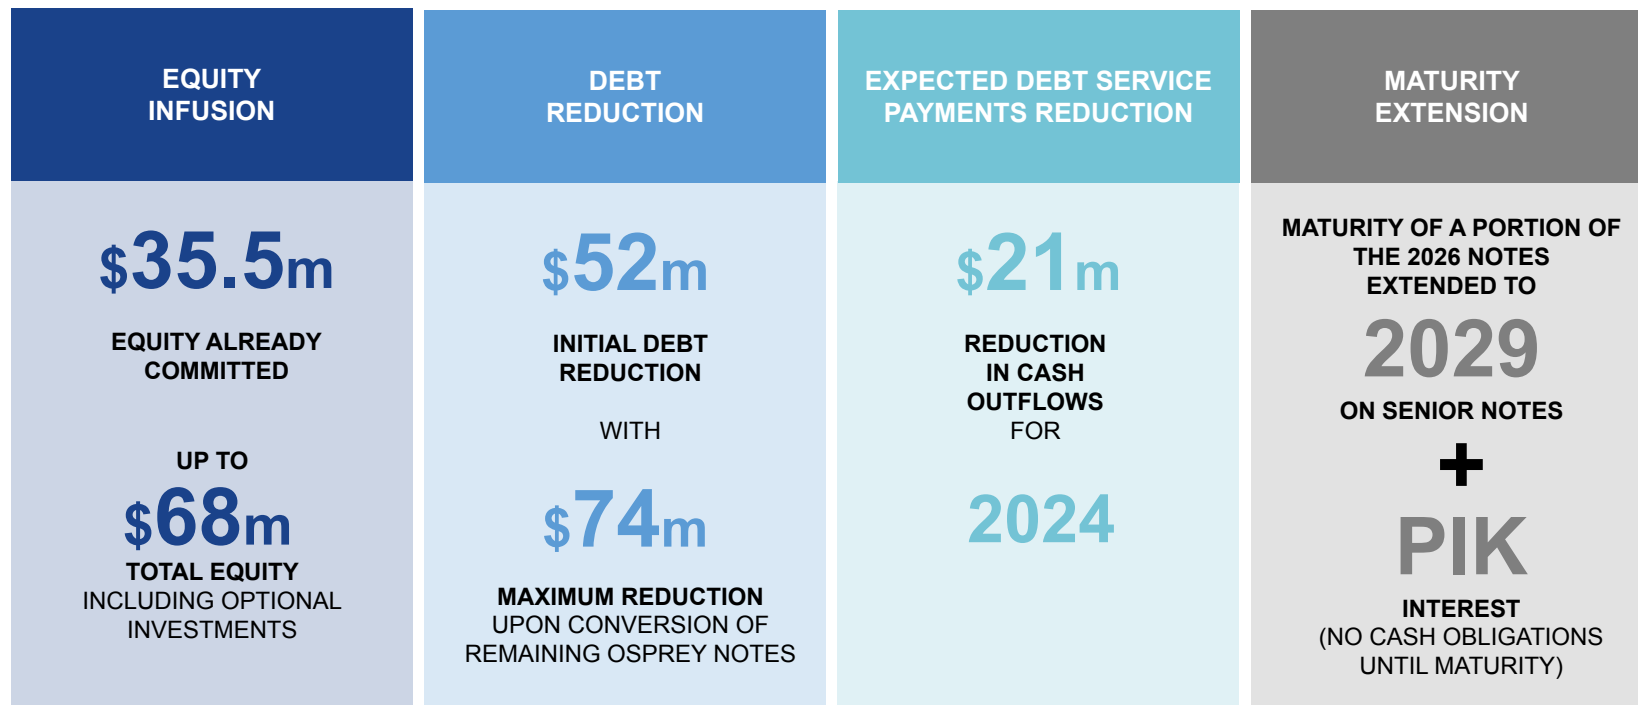 EQUITY
INFUSION
$35.5m
EQUITY ALREADY
COMMITTED
UP TO
$68m
TOTAL EQUITY
INCLUDING OPTIONAL
INVESTMENTS
DEBT
REDUCTION
$52m
INITIAL DEBT
REDUCTION
WITH
$74m
MAXIMUM REDUCTION
UPON CONVERSION OF
REMAINING OSPREY NOTES
EXPECTED DEBT SERVICE
PAYMENTS REDUCTION
$21m
REDUCTION
IN CASH
OUTFLOWS
FOR
2024
MATURITY
EXTENSION
MATURITY OF A PORTION OF
THE 2026 NOTES
EXTENDED TO
2029
ON SENIOR NOTES
+
PIK
INTEREST
(NO CASH OBLIGATIONS
UNTIL MATURITY)